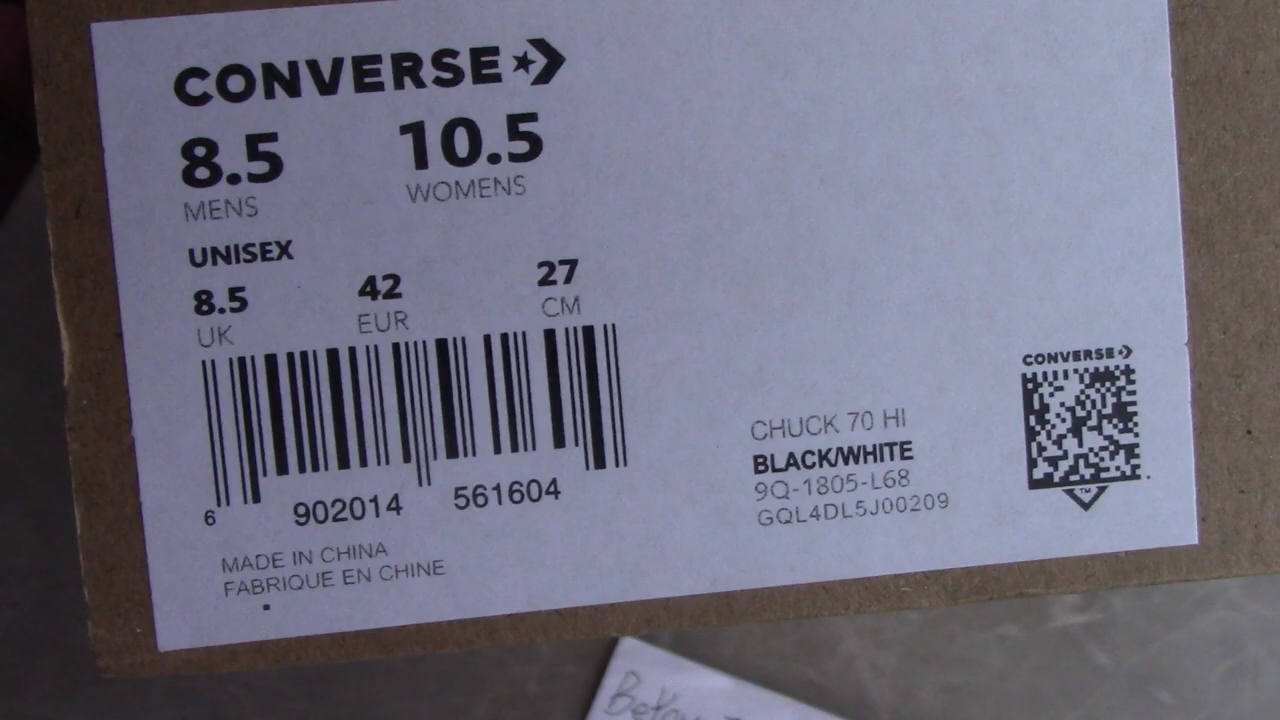 CONVERSE
8.5 10.5
MENS WOMENS
UNISEX
8.5 42 27
UK EUR CM
6 902014 561604
MADE IN CHINA
FABRIQUE EN CHINE
CHUCK 70 HI
BLACK/WHITE
9Q-1805-L68
GQL4DL5J00209
CONVERSE
TM